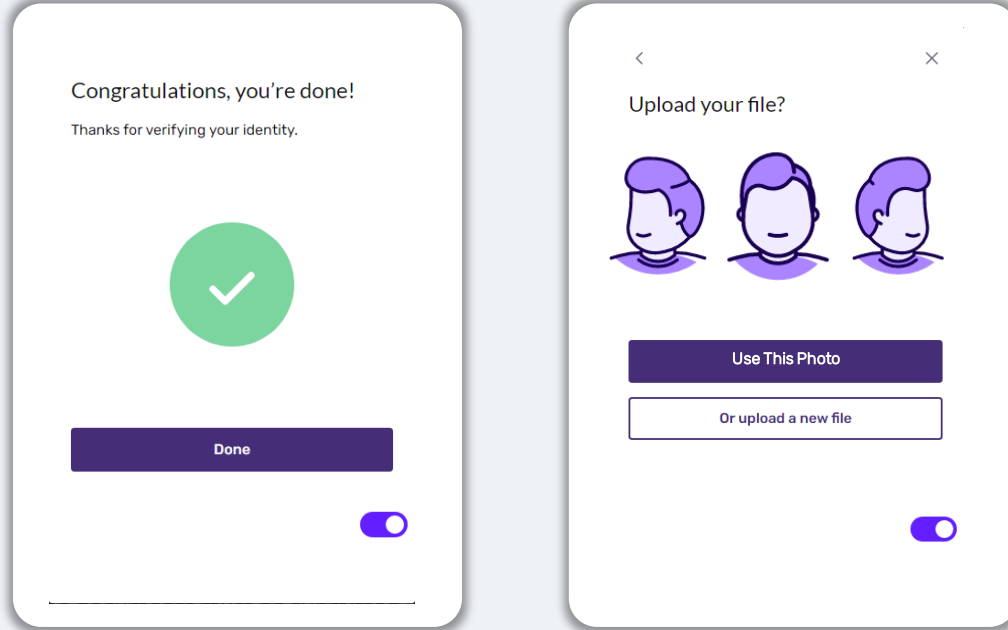 Congratulations, you’re done!
Thanks for verifying your identity.
Done
Upload your file?
Use This Photo
Or upload a new file